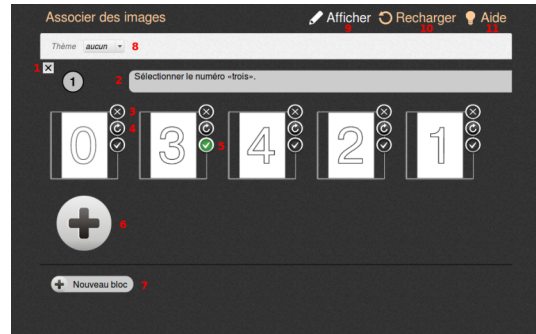 Associer des images Afficher Recharger Aide
9 10 11
Thème aucun 8
1
1 2 Sélectionner le numéro «trois».
3
4
5
0 3 4 2 1
6
Nouveau bloc 7